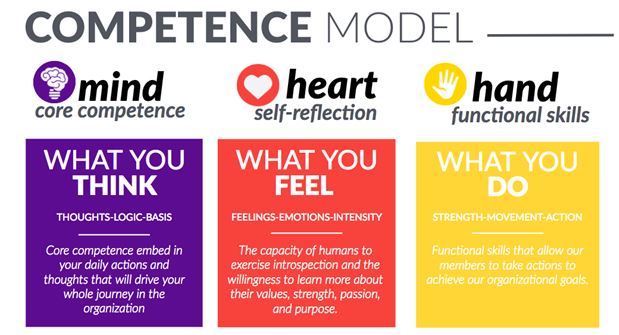 COMPETENCE MODEL
mind
core competence
WHAT YOU
THINK
THOUGHTS-LOGIC-BASIS
Core competence embed in
your daily actions and
thoughts that will drive your
whole journey in the
organization
heart
self-reflection
WHAT YOU
FEEL
FEELINGS-EMOTIONS-INTENSITY
The capacity of humans to
exercise introspection and the
willingness to learn more about
their values, strength, passion,
and purpose.
hand
functional skills
WHAT YOU
DO
STRENGTH-MOVEMENT-ACTION
Functional skills that allow our
members to take actions to
achieve our organizational goals.